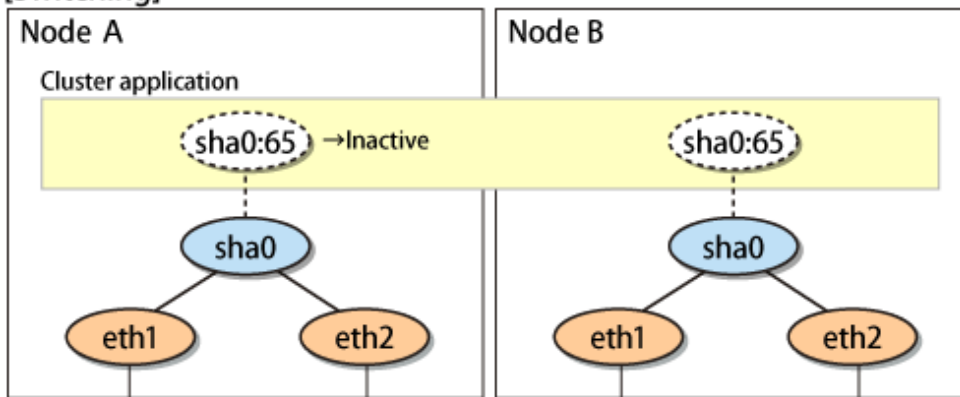 Node A
Node B
Cluster application
sha0:65 →Inactive
sha0:65
sha0
sha0
eth1
eth2
eth1
eth2